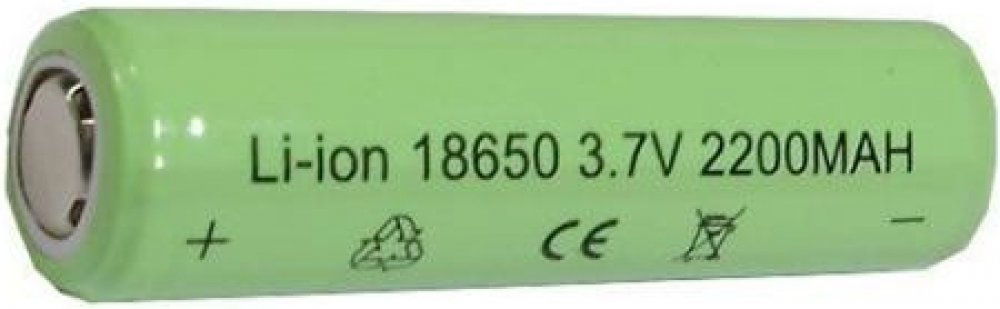 Li-ion 18650 3.7V 2200MAH
+ CE −